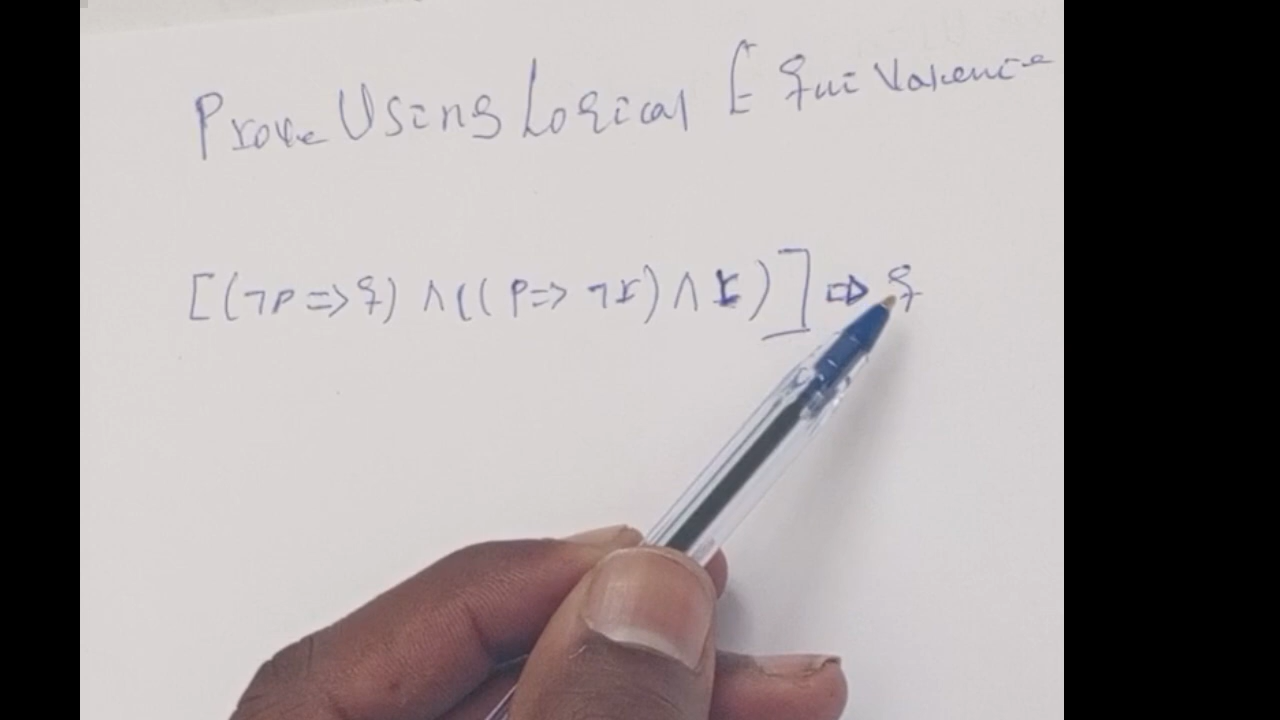 Prove Using Logical Equivalence
[(¬P => q) ∧ ((P => ¬r) ∧ r)] ⇨ q